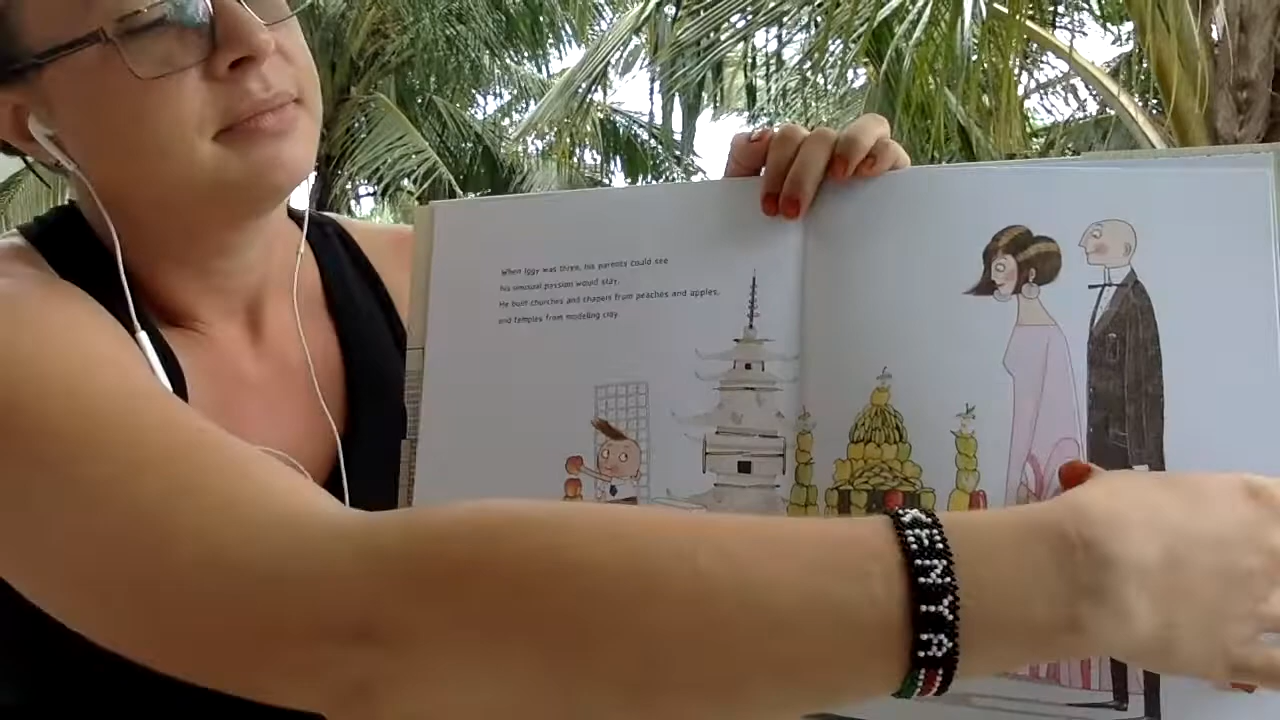 When Iggy was three, his parents could see
his unusual passion would stay.
He built churches and chapels from peaches and apples,
and temples from modeling clay.